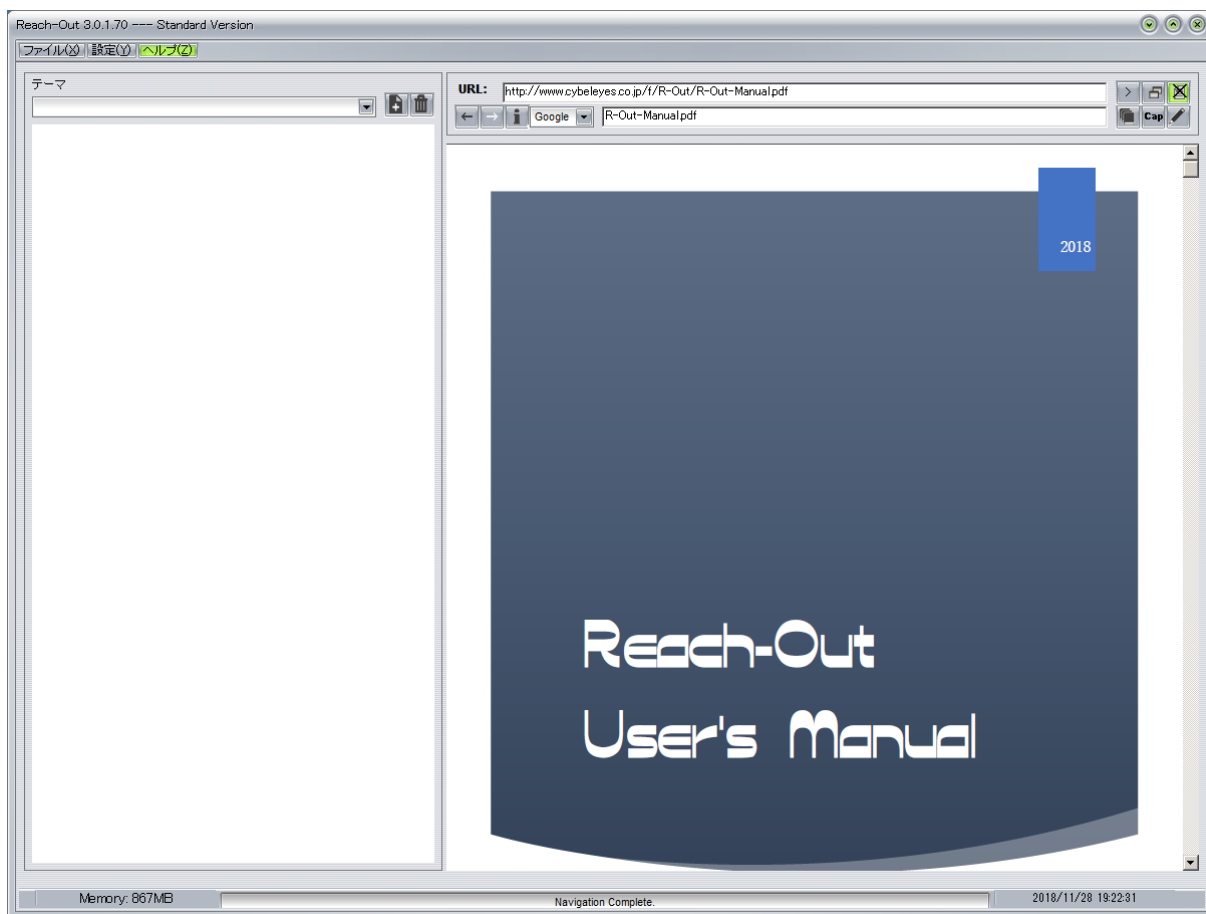 Reach-Out 3.0.1.70 --- Standard Version
ファイル(X) 設定(Y) ヘルプ(Z)
テーマ
URL: http://www.cybeleyes.co.jp/f/R-Out/R-Out-Manual.pdf
Google R-Out-Manual.pdf
Cap
2018
Reach-Out
User's Manual
Memory: 867MB
Navigation Complete.
2018/11/28 19:22:31